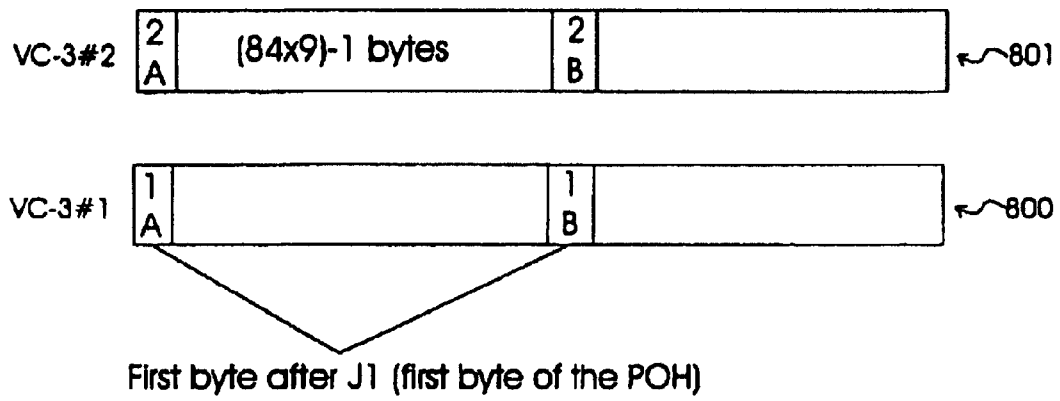 VC-3#2 2 A (84x9)-1 bytes 2 B 801
VC-3#1 1 A 1 B 800
First byte after J1 (first byte of the POH)